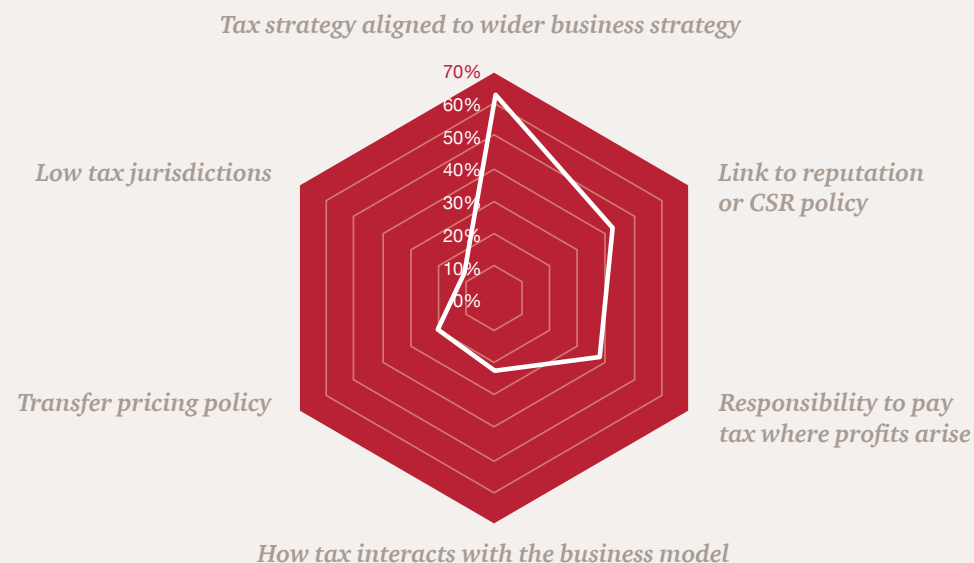 Tax strategy aligned to wider business strategy
70%
60%
50%
40%
30%
20%
10%
0%
Low tax jurisdictions
Link to reputation
or CSR policy
Transfer pricing policy
Responsibility to pay
tax where profits arise
How tax interacts with the business model